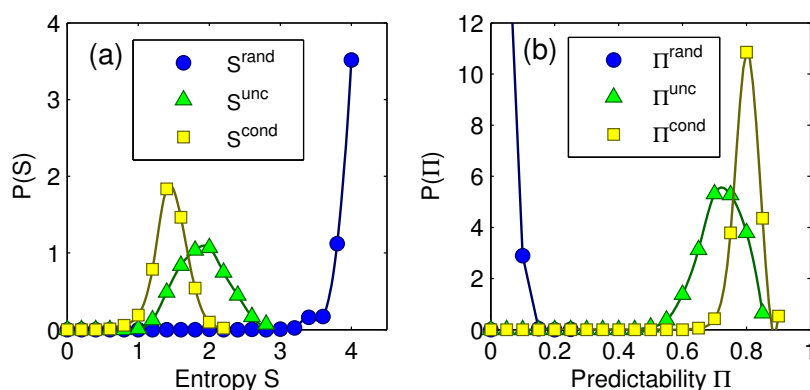 (a)
S^rand
S^unc
S^cond
P(S)
4
3
2
1
0
0 1 2 3 4
Entropy S
(b)
Π^rand
Π^unc
Π^cond
P(Π)
12
10
8
6
4
2
0
0 0.2 0.4 0.6 0.8 1
Predictability Π